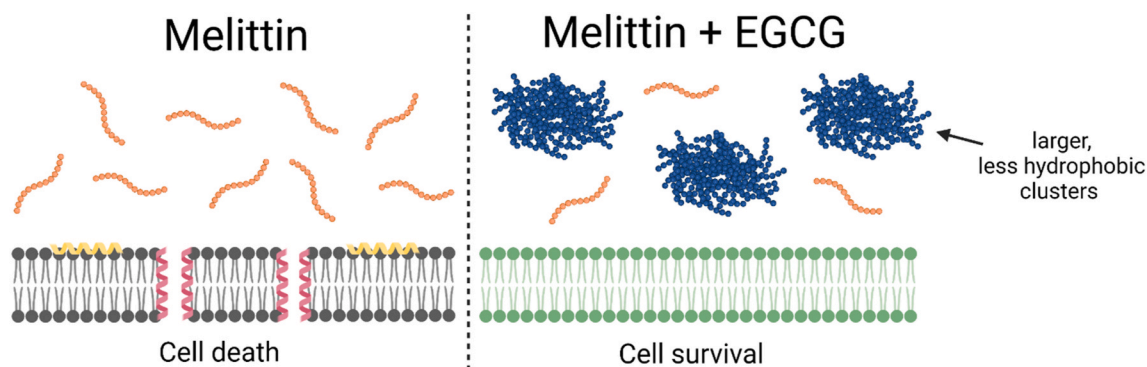 Melittin
Melittin + EGCG
larger,
less hydrophobic
clusters
Cell death
Cell survival